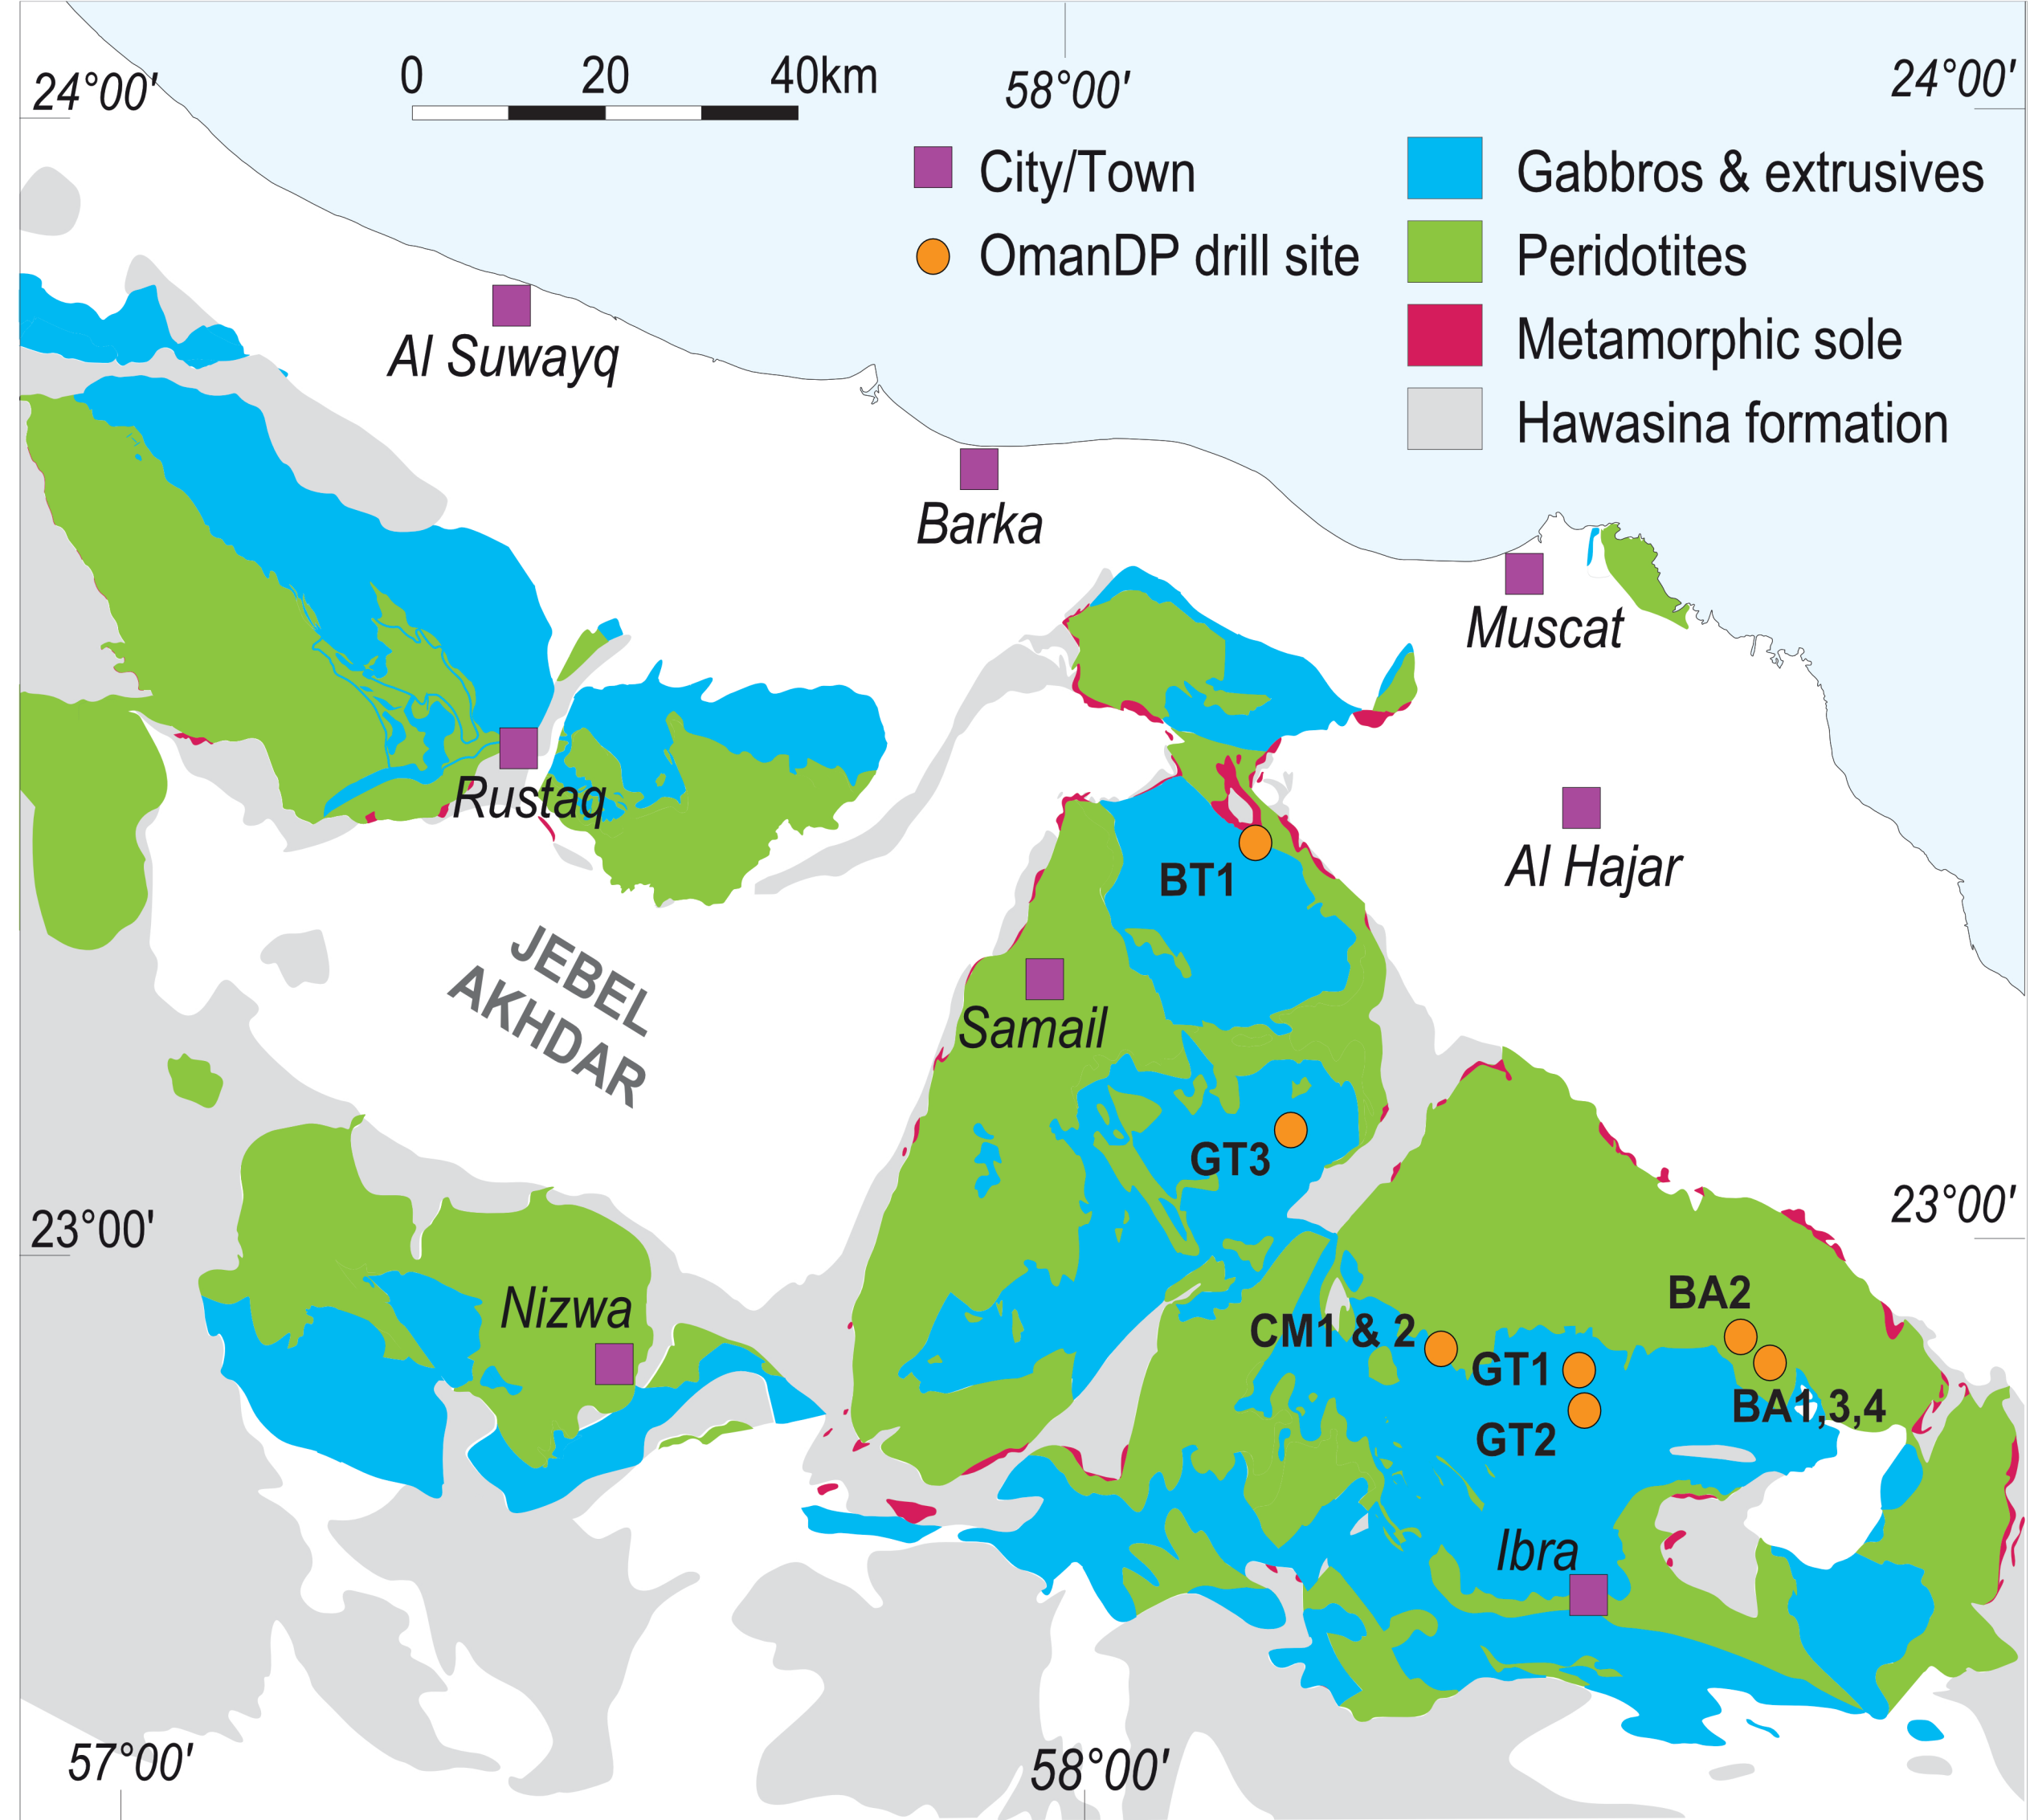 24°00'
0 20 40km
58°00'
24°00'
City/Town
OmanDP drill site
Gabbros & extrusives
Peridotites
Metamorphic sole
Hawasina formation
Al Suwayq
Barka
Muscat
Rustaq
Al Hajar
BT1
JEBEL
AKHDAR
Samail
GT3
23°00'
23°00'
Nizwa
BA2
CM1 & 2
GT1
BA1,3,4
GT2
Ibra
57°00'
58°00'